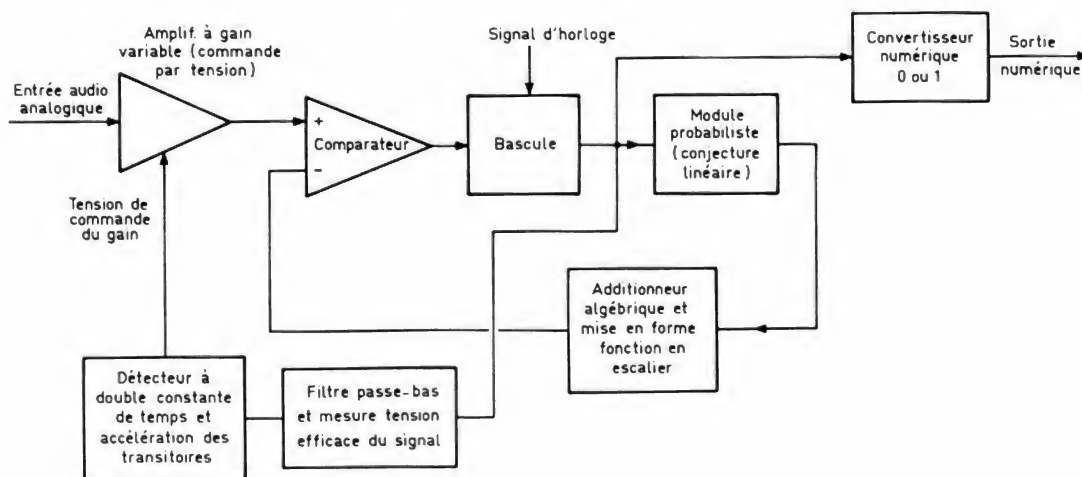 Amplif. à gain
variable (commande
par tension)
Entrée audio
analogique
Tension de
commande
du gain
+
Comparateur
-
Signal d'horloge
Bascule
Module
probabiliste
(conjecture
linéaire)
Convertisseur
numérique
0 ou 1
Sortie
numérique
Additionneur
algébrique et
mise en forme
fonction en
escalier
Filtre passe-bas
et mesure tension
efficace du signal
Détecteur à
double constante
de temps et
accélération des
transitoires